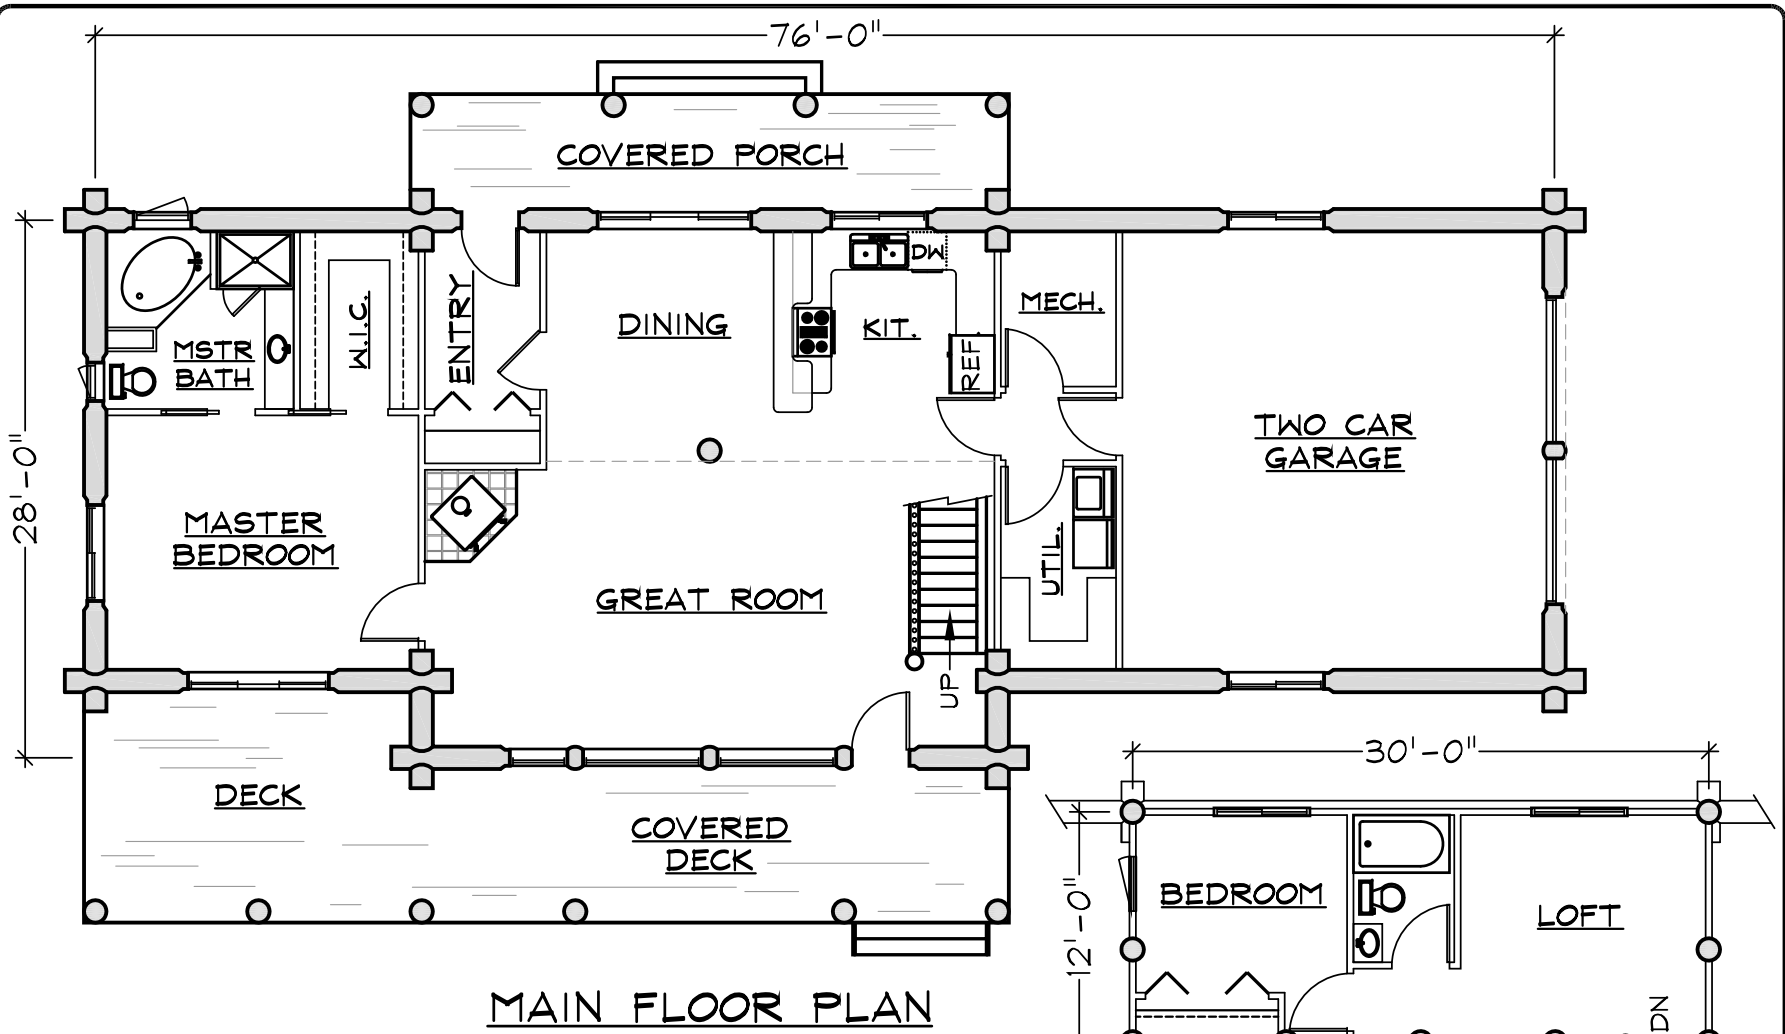 76'-0"
COVERED PORCH
DW
ENTRY
W.I.C.
MECH.
DINING
KIT.
MSTR
BATH
REF.
TWO CAR
GARAGE
28'-0"
MASTER
BEDROOM
UTIL.
GREAT ROOM
UP
30'-0"
DECK
COVERED
DECK
BEDROOM
LOFT
12'-0"
MAIN FLOOR PLAN
DN